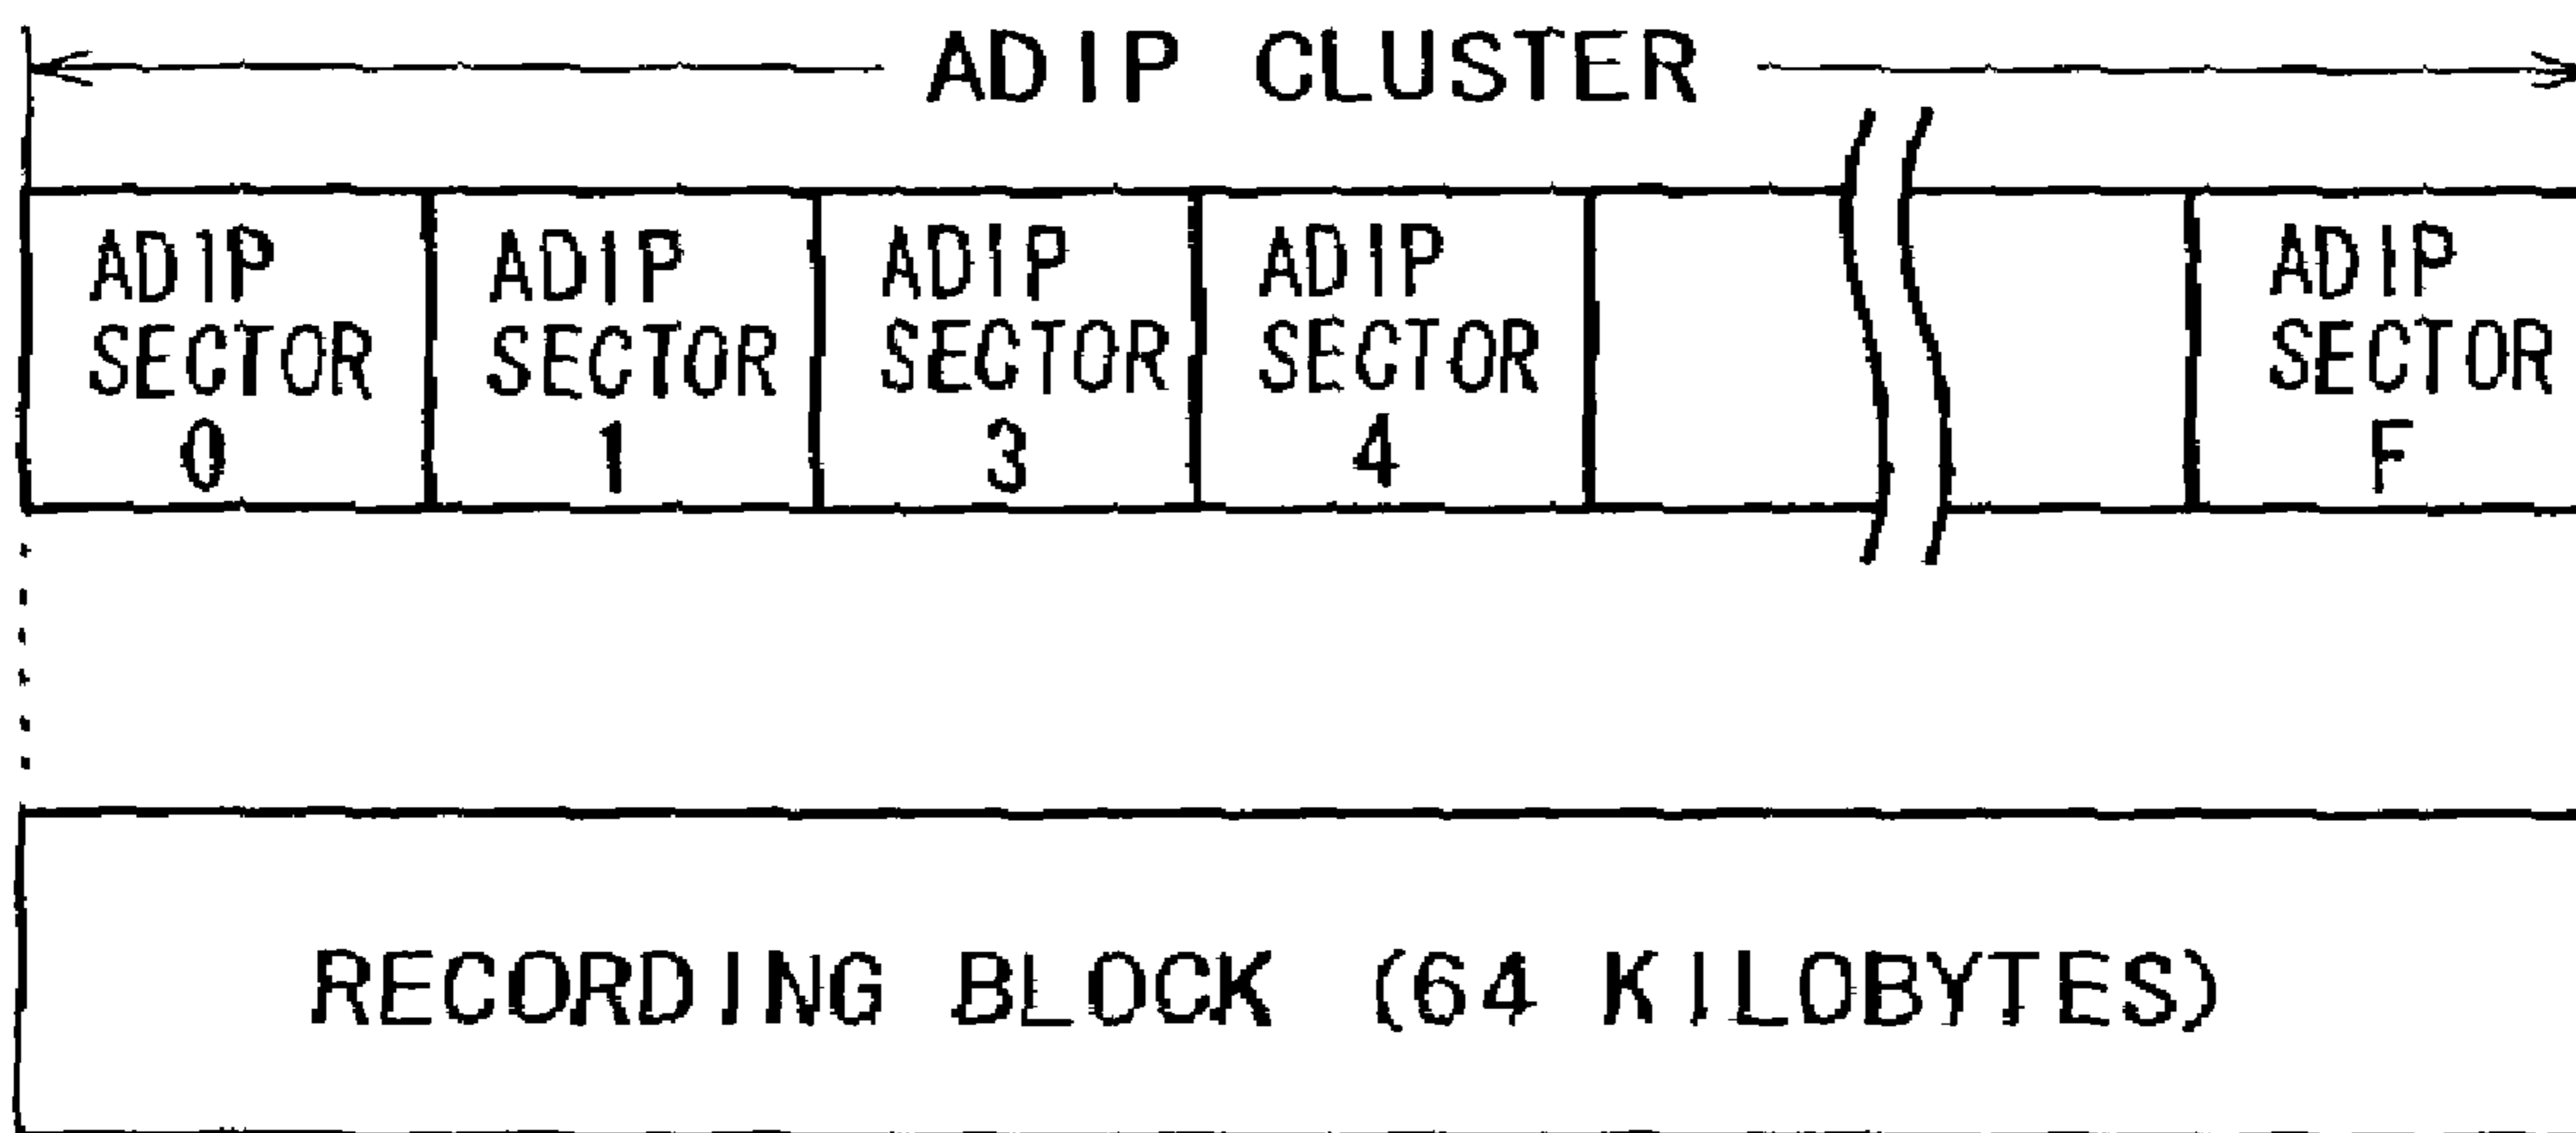 ADIP CLUSTER
ADIP SECTOR 0
ADIP SECTOR 1
ADIP SECTOR 3
ADIP SECTOR 4
ADIP SECTOR F
RECORDING BLOCK (64 KILOBYTES)